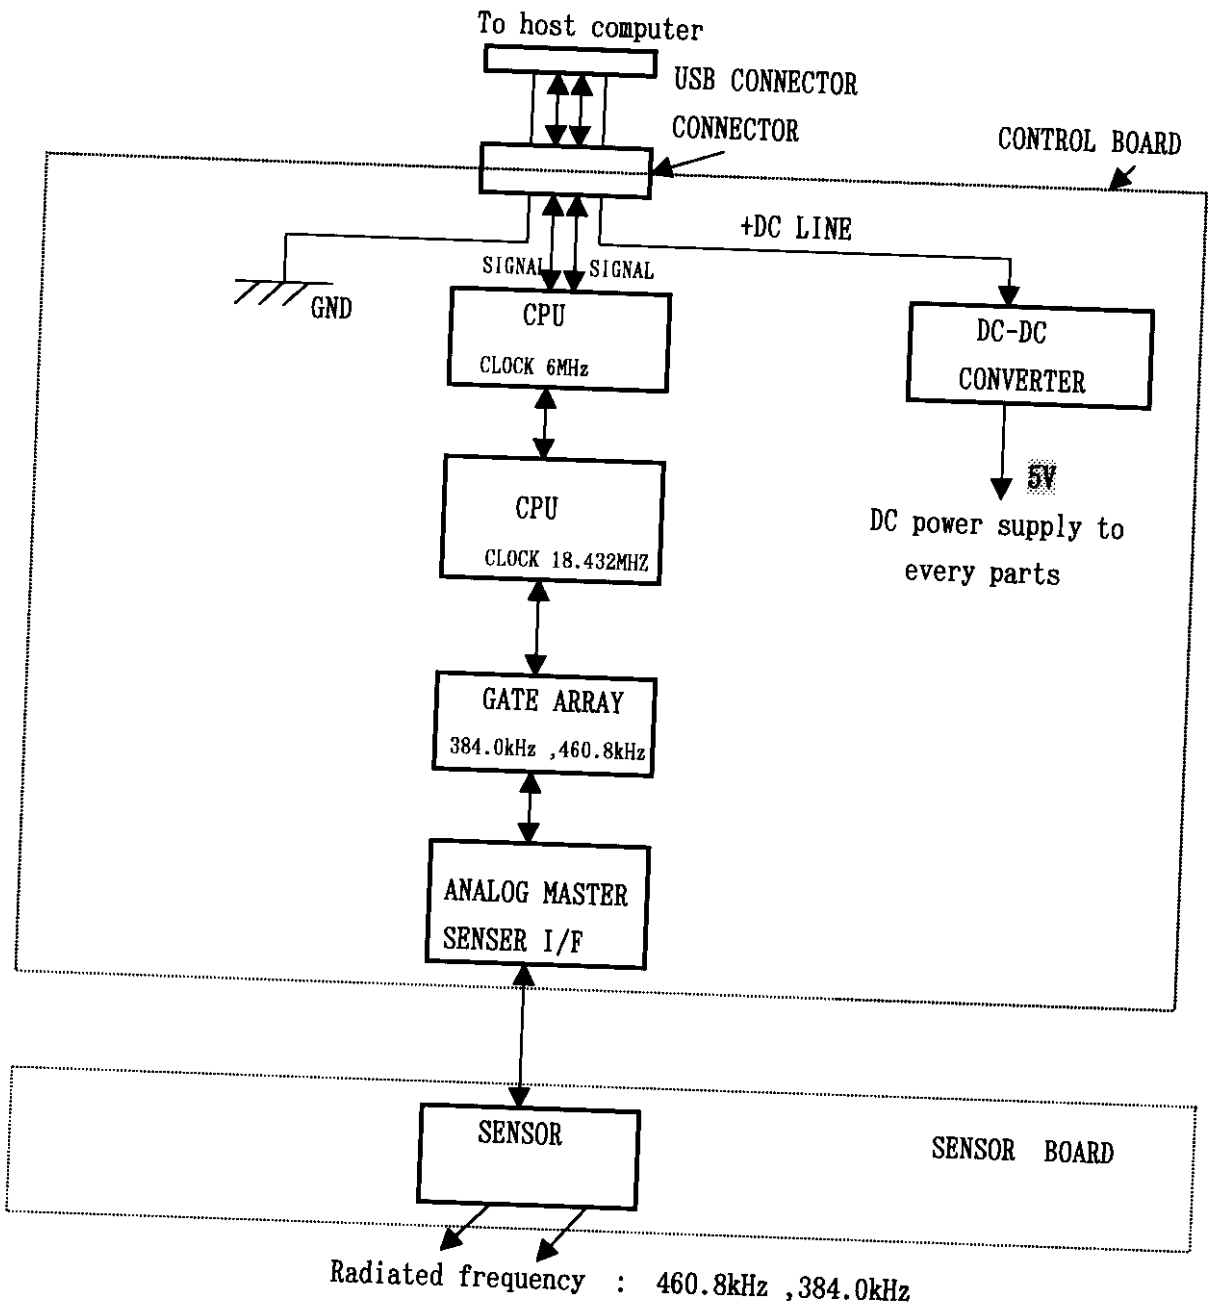 To host computer
USB CONNECTOR
CONNECTOR
CONTROL BOARD
+DC LINE
SIGNAL
SIGNAL
GND
CPU
CLOCK 6MHz
DC-DC
CONVERTER
5V
DC power supply to
every parts
CPU
CLOCK 18.432MHZ
GATE ARRAY
384.0kHz ,460.8kHz
ANALOG MASTER
SENSER I/F
SENSOR
SENSOR BOARD
Radiated frequency : 460.8kHz ,384.0kHz